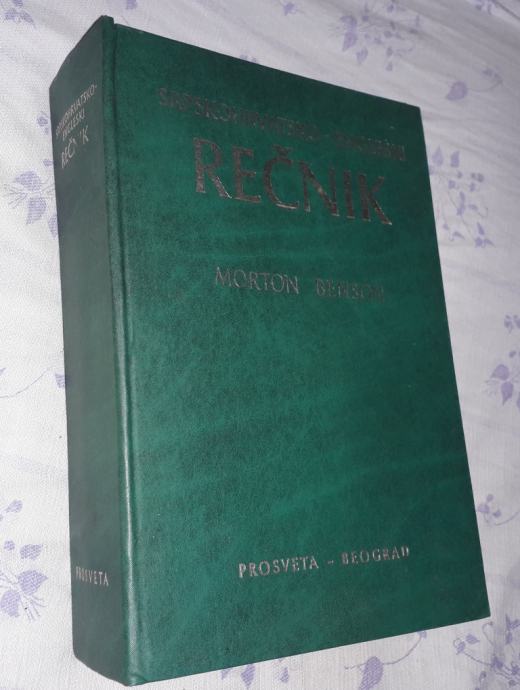 SRPSKOHRVATSKO-
ENGLESKI
REČNIK
PROSVETA
SRPSKOHRVATSKO - ENGLESKI
REČNIK
MORTON BENSON
PROSVETA - BEOGRAD